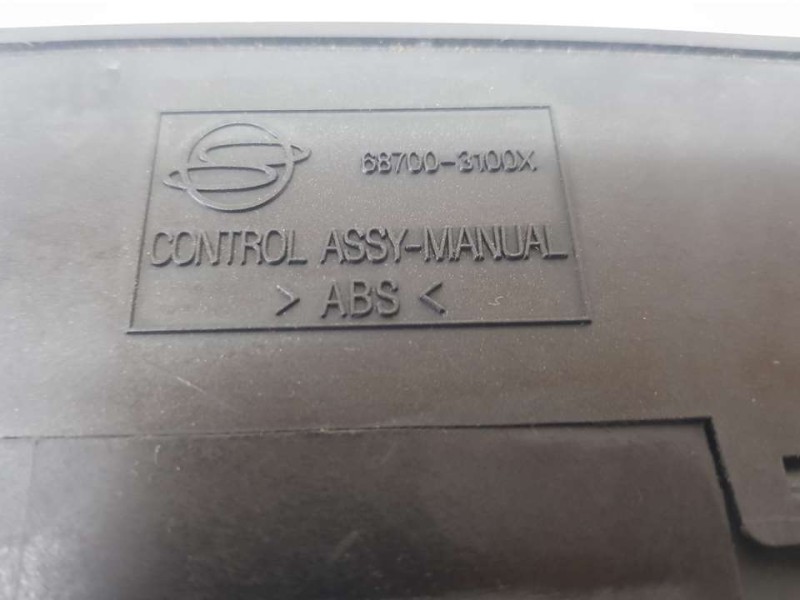 68700-3100X
CONTROL ASSY-MANUAL
> ABS <